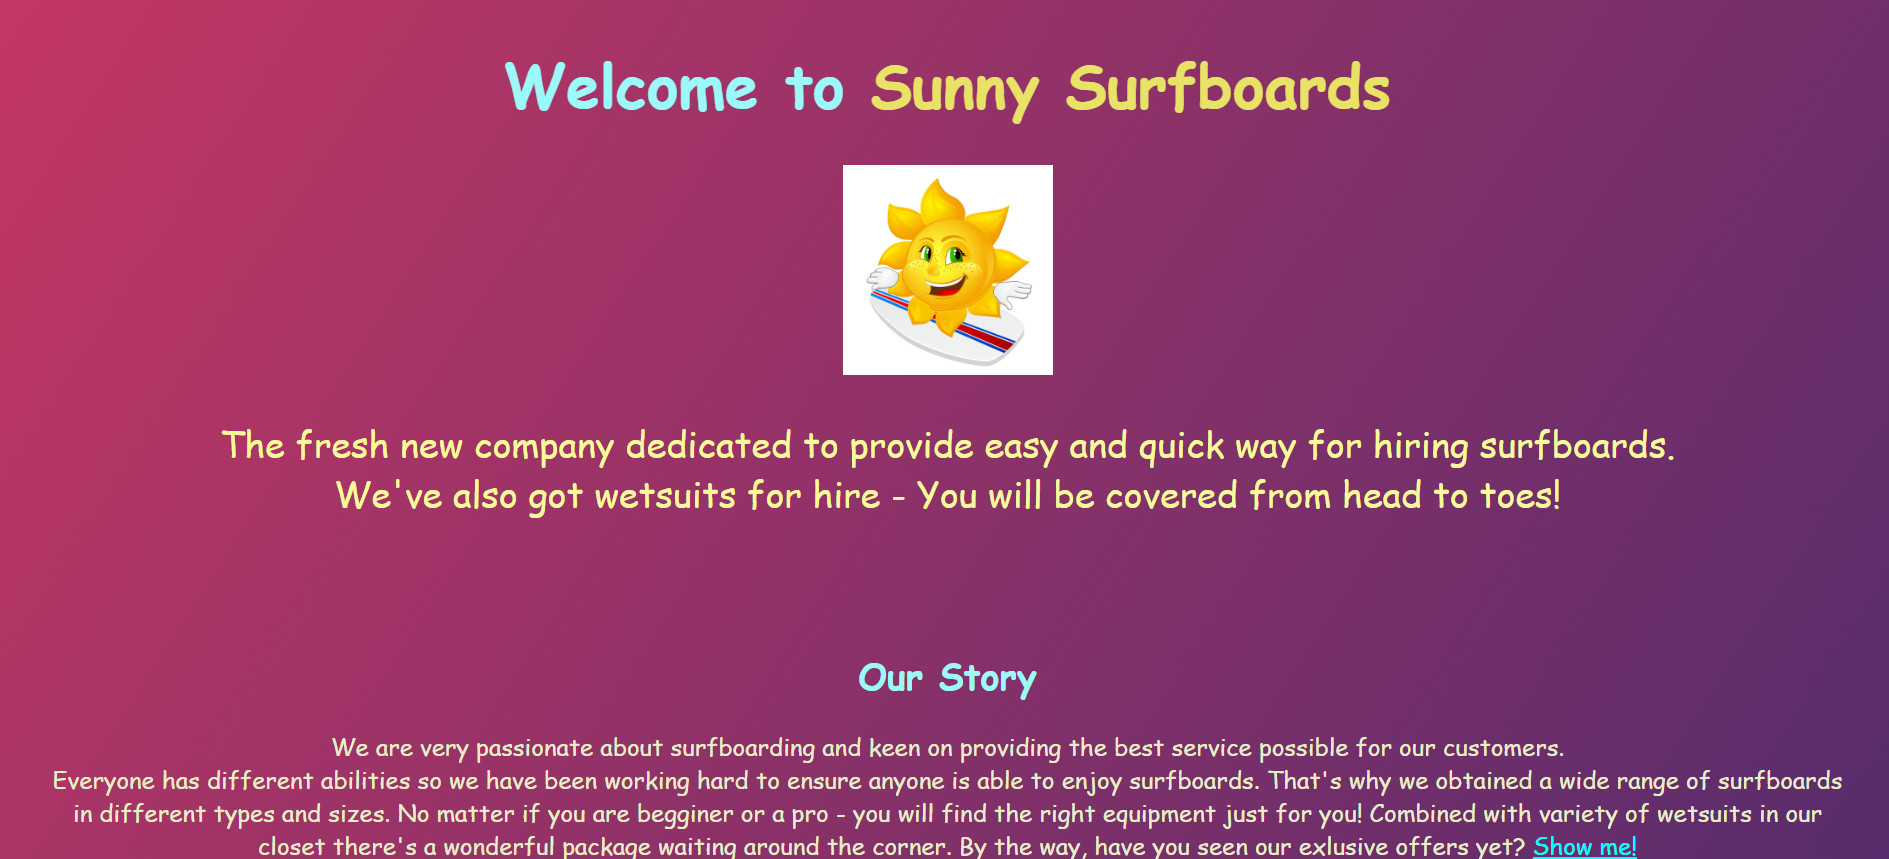 Welcome to Sunny Surfboards
The fresh new company dedicated to provide easy and quick way for hiring surfboards.
We've also got wetsuits for hire - You will be covered from head to toes!
Our Story
We are very passionate about surfboarding and keen on providing the best service possible for our customers.
Everyone has different abilities so we have been working hard to ensure anyone is able to enjoy surfboards. That's why we obtained a wide range of surfboards
in different types and sizes. No matter if you are begginer or a pro - you will find the right equipment just for you! Combined with variety of wetsuits in our
closet there's a wonderful package waiting around the corner. By the way, have you seen our exlusive offers yet? Show me!